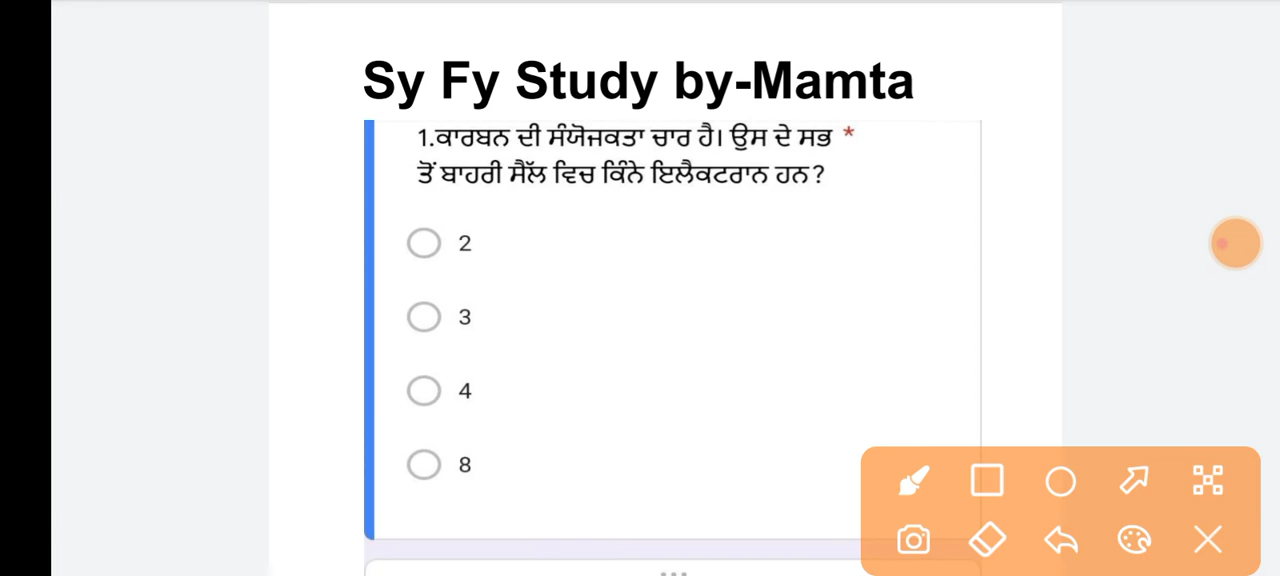 Sy Fy Study by-Mamta
1.ਕਾਰਬਨ ਦੀ ਸੰਯੋਜਕਤਾ ਚਾਰ ਹੈ। ਉਸ ਦੇ ਸਭ *
ਤੋਂ ਬਾਹਰੀ ਸੈੱਲ ਵਿਚ ਕਿੰਨੇ ਇਲੈਕਟਰਾਨ ਹਨ?
2
3
4
8